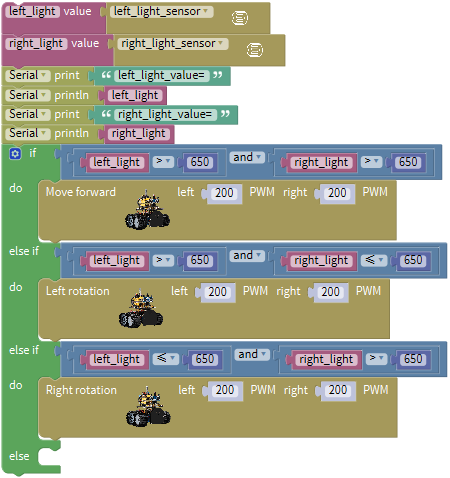 left_light value left_light_sensor
right_light value right_light_sensor
Serial print “ left_light_value= ”
Serial println left_light
Serial print “ right_light_value= ”
Serial println right_light
if left_light > 650 and right_light > 650
do Move forward left 200 PWM right 200 PWM
else if left_light > 650 and right_light ≤ 650
do Left rotation left 200 PWM right 200 PWM
else if left_light ≤ 650 and right_light > 650
do Right rotation left 200 PWM right 200 PWM
else